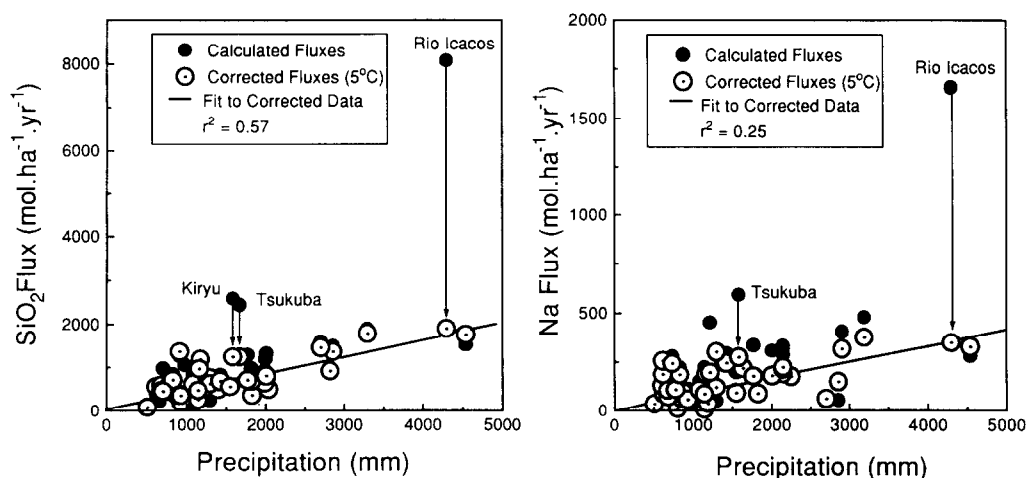 Calculated Fluxes
Corrected Fluxes (5°C)
Fit to Corrected Data
r² = 0.57
Rio Icacos
Kiryu
Tsukuba
8000
6000
4000
2000
0
0 1000 2000 3000 4000 5000
SiO₂Flux (mol.ha⁻¹.yr⁻¹)
Precipitation (mm)
Calculated Fluxes
Corrected Fluxes (5°C)
Fit to Corrected Data
r² = 0.25
Rio Icacos
Tsukuba
2000
1500
1000
500
0
0 1000 2000 3000 4000 5000
Na Flux (mol.ha⁻¹.yr⁻¹)
Precipitation (mm)